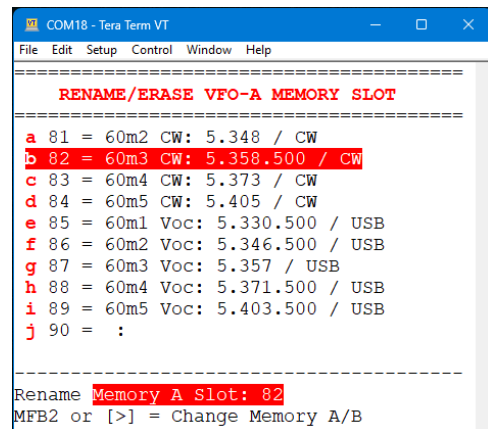 COM18 - Tera Term VT
File Edit Setup Control Window Help
==========================================
RENAME/ERASE VFO-A MEMORY SLOT
==========================================
a 81 = 60m2 CW: 5.348 / CW
b 82 = 60m3 CW: 5.358.500 / CW
c 83 = 60m4 CW: 5.373 / CW
d 84 = 60m5 CW: 5.405 / CW
e 85 = 60m1 Voc: 5.330.500 / USB
f 86 = 60m2 Voc: 5.346.500 / USB
g 87 = 60m3 Voc: 5.357 / USB
h 88 = 60m4 Voc: 5.371.500 / USB
i 89 = 60m5 Voc: 5.403.500 / USB
j 90 = :
------------------------------------------
Rename Memory A Slot: 82
MFB2 or [>] = Change Memory A/B